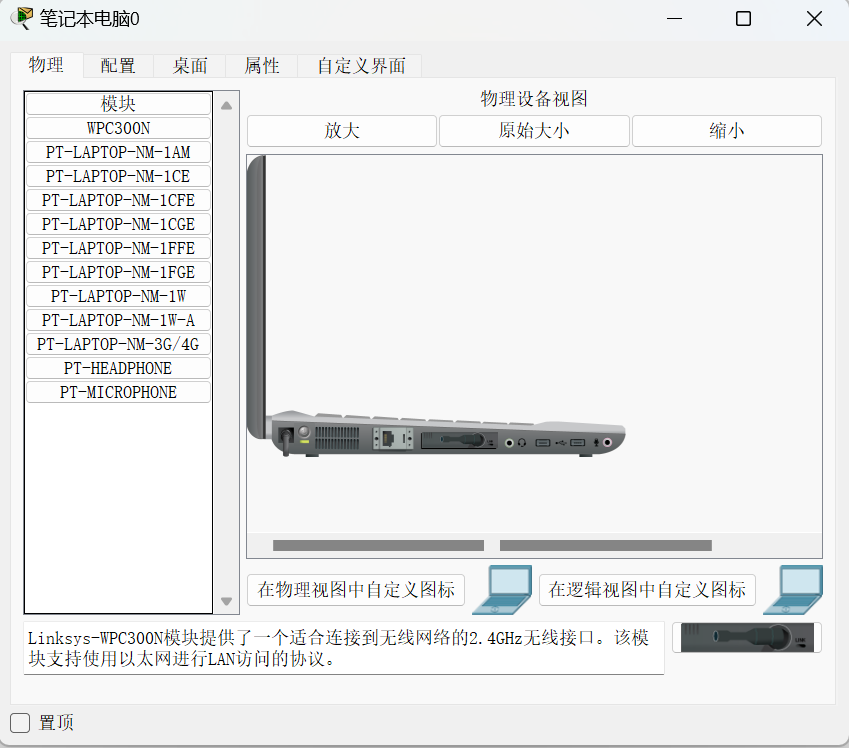 笔记本电脑0
物理 配置 桌面 属性 自定义界面
模块
WPC300N
PT-LAPTOP-NM-1AM
PT-LAPTOP-NM-1CE
PT-LAPTOP-NM-1CFE
PT-LAPTOP-NM-1CGE
PT-LAPTOP-NM-1FFE
PT-LAPTOP-NM-1FGE
PT-LAPTOP-NM-1W
PT-LAPTOP-NM-1W-A
PT-LAPTOP-NM-3G/4G
PT-HEADPHONE
PT-MICROPHONE
物理设备视图
放大 原始大小 缩小
在物理视图中自定义图标 在逻辑视图中自定义图标
Linksys-WPC300N模块提供了一个适合连接到无线网络的2.4GHz无线接口。该模
块支持使用以太网进行LAN访问的协议。
置顶